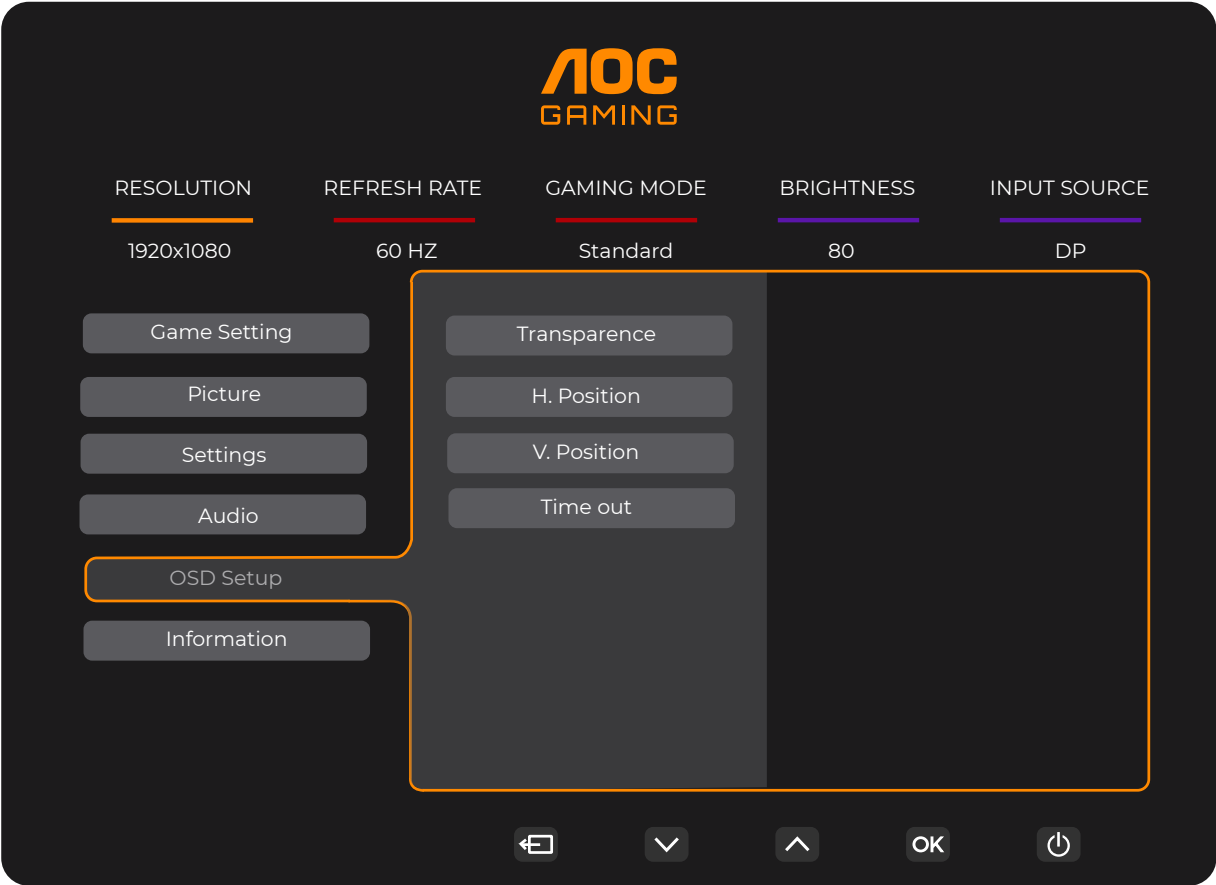 AOC
GAMING
RESOLUTION REFRESH RATE GAMING MODE BRIGHTNESS INPUT SOURCE
1920x1080 60 HZ Standard 80 DP
Game Setting
Picture
Settings
Audio
OSD Setup
Information
Transparence
H. Position
V. Position
Time out
OK